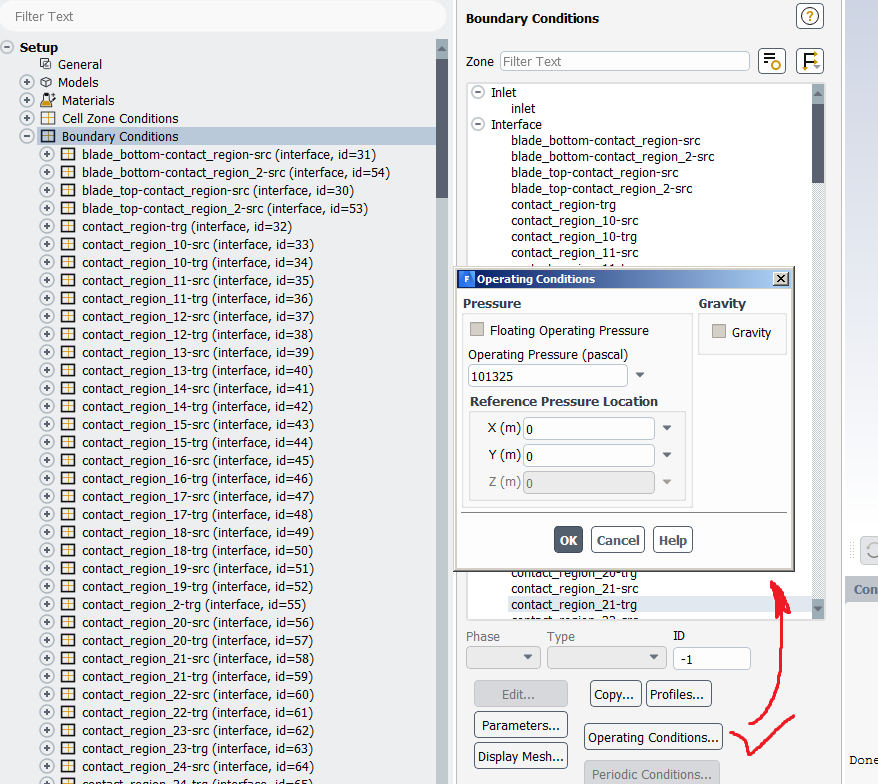 Filter Text
Setup
General
Models
Materials
Cell Zone Conditions
Boundary Conditions
blade_bottom-contact_region-src (interface, id=31)
blade_bottom-contact_region_2-src (interface, id=54)
blade_top-contact_region-src (interface, id=30)
blade_top-contact_region_2-src (interface, id=53)
contact_region-trg (interface, id=32)
contact_region_10-src (interface, id=33)
contact_region_10-trg (interface, id=34)
contact_region_11-src (interface, id=35)
contact_region_11-trg (interface, id=36)
contact_region_12-src (interface, id=37)
contact_region_12-trg (interface, id=38)
contact_region_13-src (interface, id=39)
contact_region_13-trg (interface, id=40)
contact_region_14-src (interface, id=41)
contact_region_14-trg (interface, id=42)
contact_region_15-src (interface, id=43)
contact_region_15-trg (interface, id=44)
contact_region_16-src (interface, id=45)
contact_region_16-trg (interface, id=46)
contact_region_17-src (interface, id=47)
contact_region_17-trg (interface, id=48)
contact_region_18-src (interface, id=49)
contact_region_18-trg (interface, id=50)
contact_region_19-src (interface, id=51)
contact_region_19-trg (interface, id=52)
contact_region_2-trg (interface, id=55)
contact_region_20-src (interface, id=56)
contact_region_20-trg (interface, id=57)
contact_region_21-src (interface, id=58)
contact_region_21-trg (interface, id=59)
contact_region_22-src (interface, id=60)
contact_region_22-trg (interface, id=61)
contact_region_23-src (interface, id=62)
contact_region_23-trg (interface, id=63)
contact_region_24-src (interface, id=64)
contact_region_24-trg (interface, id=65)
Boundary Conditions
?
Zone Filter Text
Inlet
inlet
Interface
blade_bottom-contact_region-src
blade_bottom-contact_region_2-src
blade_top-contact_region-src
blade_top-contact_region_2-src
contact_region-trg
contact_region_10-src
contact_region_10-trg
contact_region_11-src
F Operating Conditions
Pressure
Floating Operating Pressure
Operating Pressure (pascal)
101325
Reference Pressure Location
X (m) 0
Y (m) 0
Z (m) 0
Gravity
Gravity
OK Cancel Help
contact_region_20-trg
contact_region_21-src
contact_region_21-trg
Phase Type ID
-1
Edit... Copy... Profiles...
Parameters... Operating Conditions...
Display Mesh... Periodic Conditions...
Con
Done